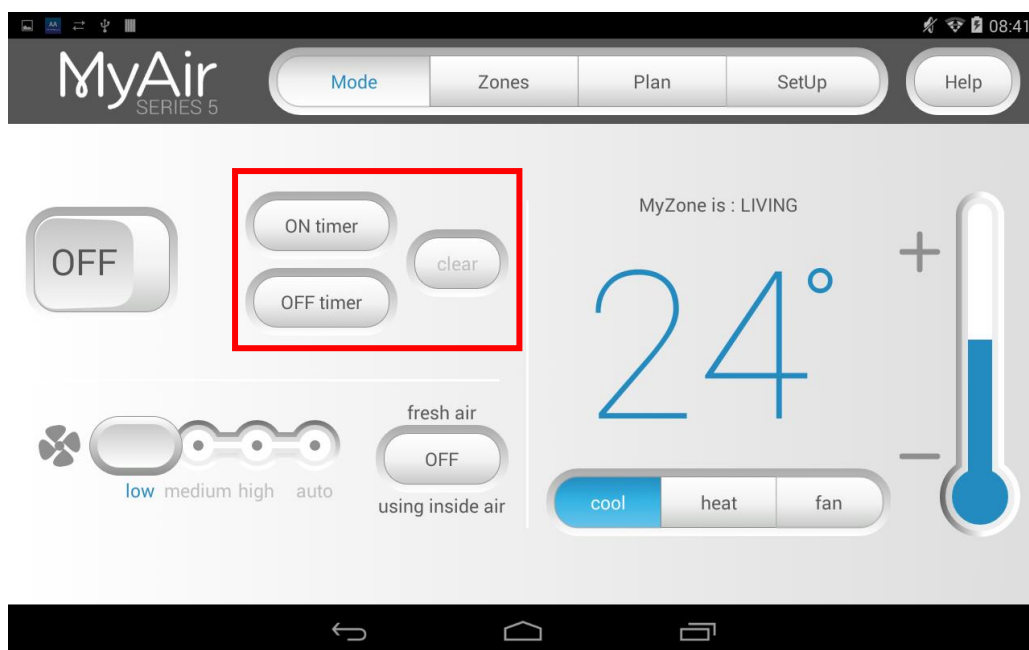 08:41
MyAir
SERIES 5
Mode
Zones
Plan
SetUp
Help
OFF
ON timer
OFF timer
clear
MyZone is : LIVING
24°
+
−
low medium high auto
fresh air
OFF
using inside air
cool
heat
fan